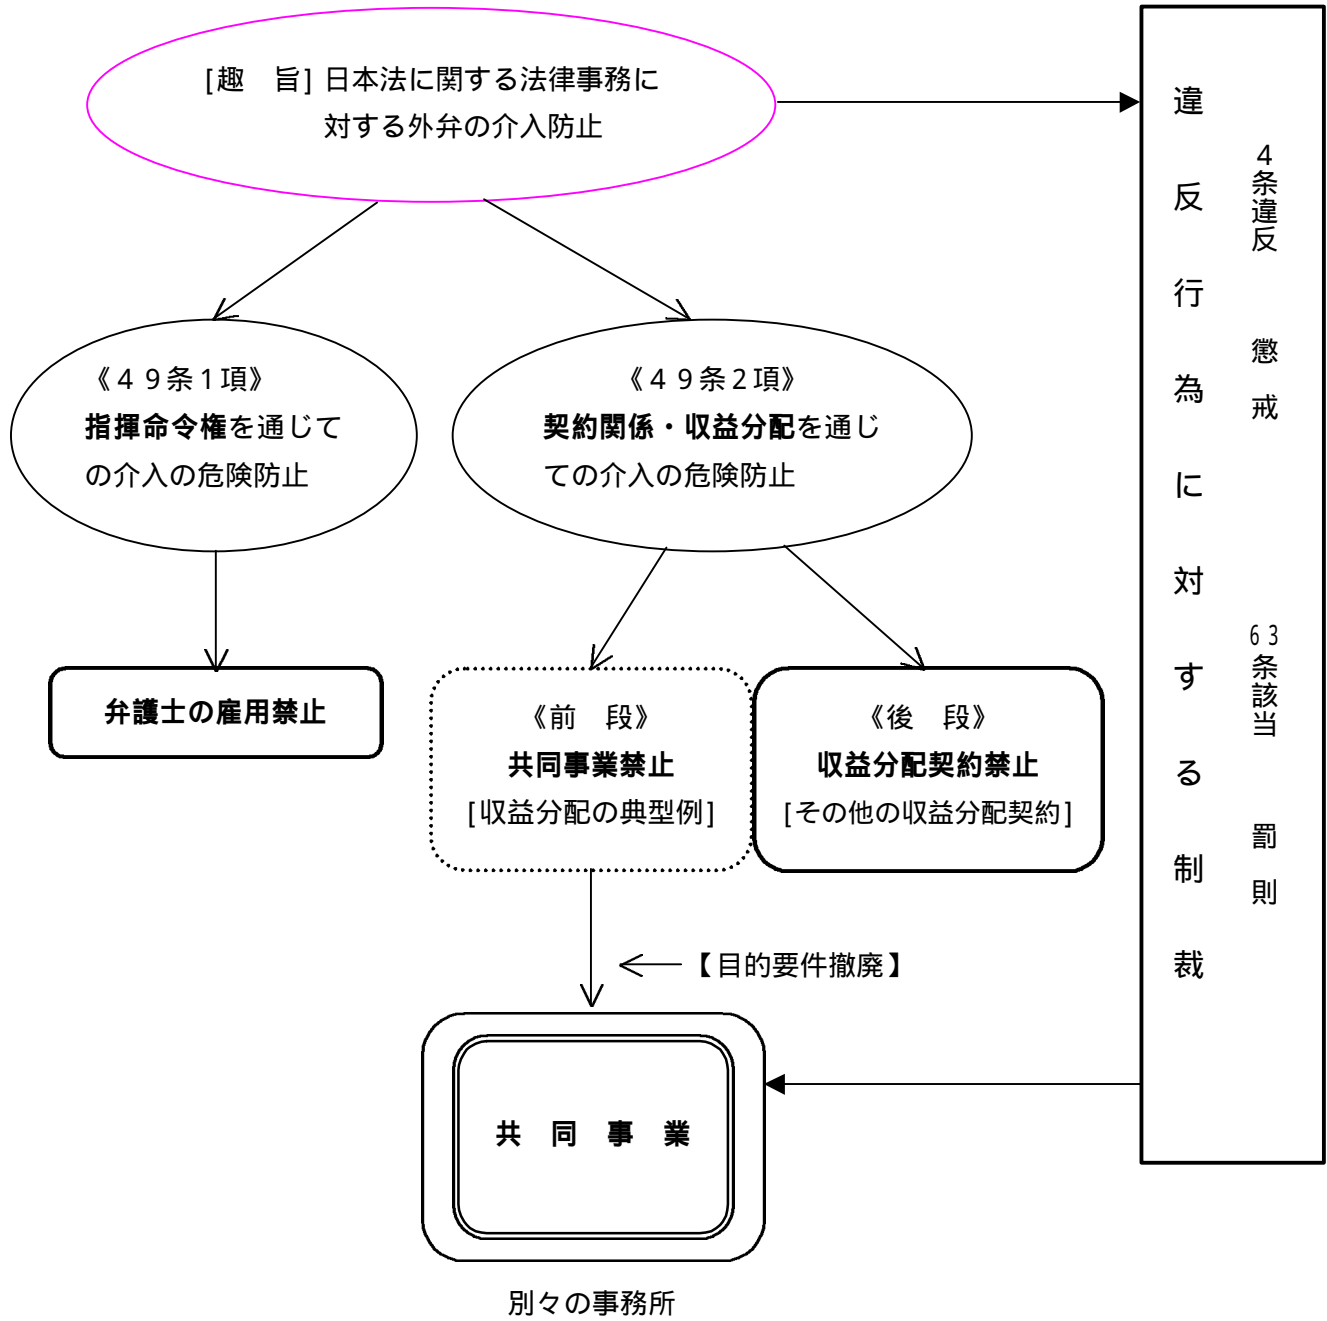 [趣　旨] 日本法に関する法律事務に
対する外弁の介入防止
《４９条1項》
指揮命令権を通じて
の介入の危険防止
《４９条2項》
契約関係・収益分配を通じ
ての介入の危険防止
弁護士の雇用禁止
《前　段》
共同事業禁止
[収益分配の典型例]
《後　段》
収益分配契約禁止
[その他の収益分配契約]
【目的要件撤廃】
共　同　事　業
別々の事務所
違反行為に対する制裁
４条違反　懲戒
63条該当　罰則